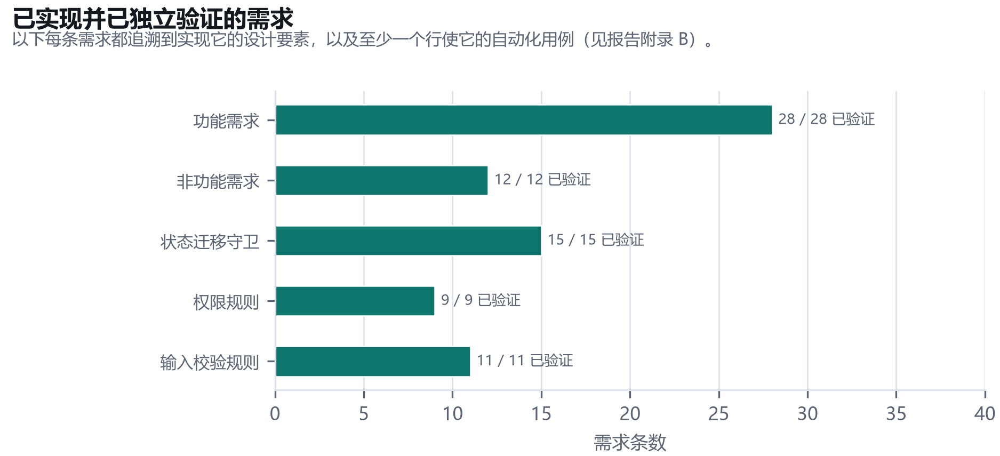 已实现并已独立验证的需求
以下每条需求都追溯到实现它的设计要素，以及至少一个行使它的自动化用例（见报告附录 B）。
功能需求
28 / 28 已验证
非功能需求
12 / 12 已验证
状态迁移守卫
15 / 15 已验证
权限规则
9 / 9 已验证
输入校验规则
11 / 11 已验证
0 5 10 15 20 25 30 35 40
需求条数